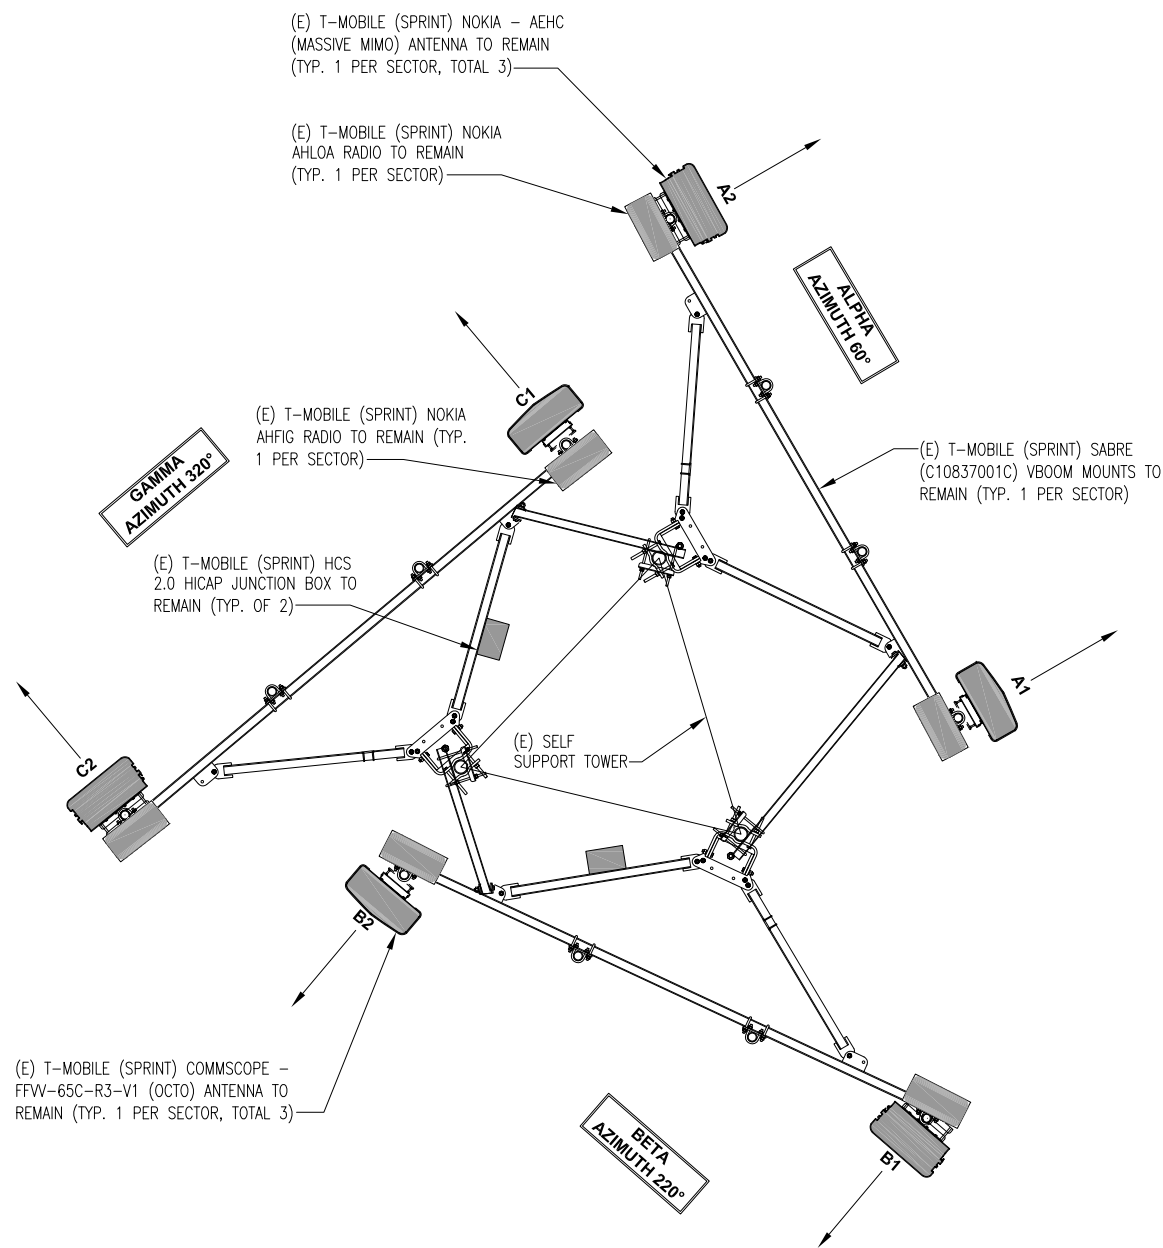 (E) T-MOBILE (SPRINT) NOKIA - AEHC
(MASSIVE MIMO) ANTENNA TO REMAIN
(TYP. 1 PER SECTOR, TOTAL 3)
(E) T-MOBILE (SPRINT) NOKIA
AHLOA RADIO TO REMAIN
(TYP. 1 PER SECTOR)
A2
ALPHA
AZIMUTH 60°
C1
(E) T-MOBILE (SPRINT) NOKIA
AHFIG RADIO TO REMAIN (TYP.
1 PER SECTOR)
GAMMA
AZIMUTH 320°
(E) T-MOBILE (SPRINT) SABRE
(C10837001C) VBOOM MOUNTS TO
REMAIN (TYP. 1 PER SECTOR)
(E) T-MOBILE (SPRINT) HCS
2.0 HICAP JUNCTION BOX TO
REMAIN (TYP. OF 2)
A1
(E) SELF
SUPPORT TOWER
C2
B2
(E) T-MOBILE (SPRINT) COMMSCOPE -
FFVV-65C-R3-V1 (OCTO) ANTENNA TO
REMAIN (TYP. 1 PER SECTOR, TOTAL 3)
BETA
AZIMUTH 220°
B1